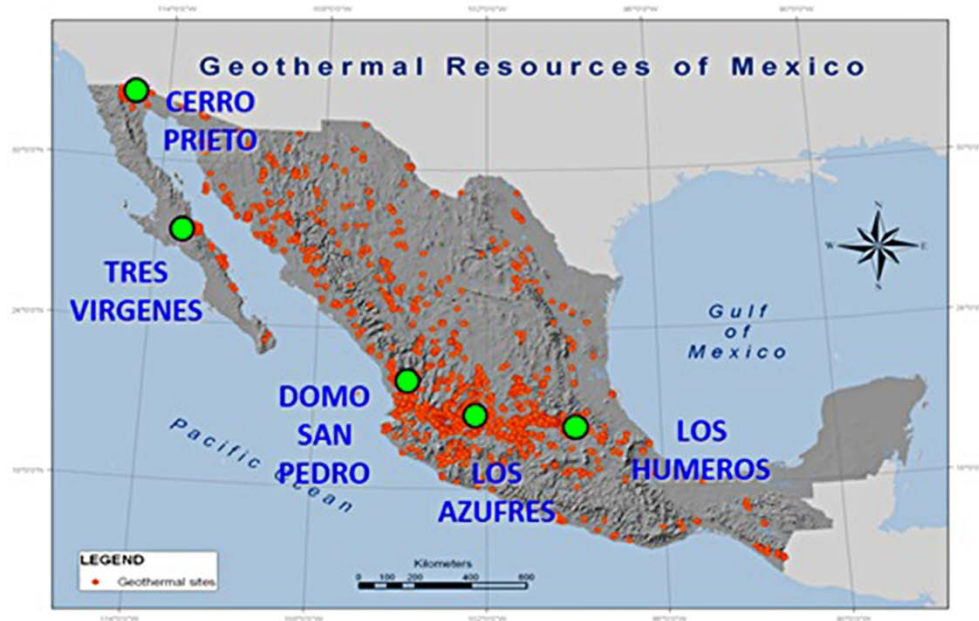 Geothermal Resources of Mexico
CERRO
PRIETO
TRES
VIRGENES
Gulf
of
Mexico
N
W
E
S
DOMO
SAN
PEDRO
LOS
HUMEROS
LOS
AZUFRES
Pacific Ocean
LEGEND
Geothermal sites
Kilometers
0 100 200 400 600